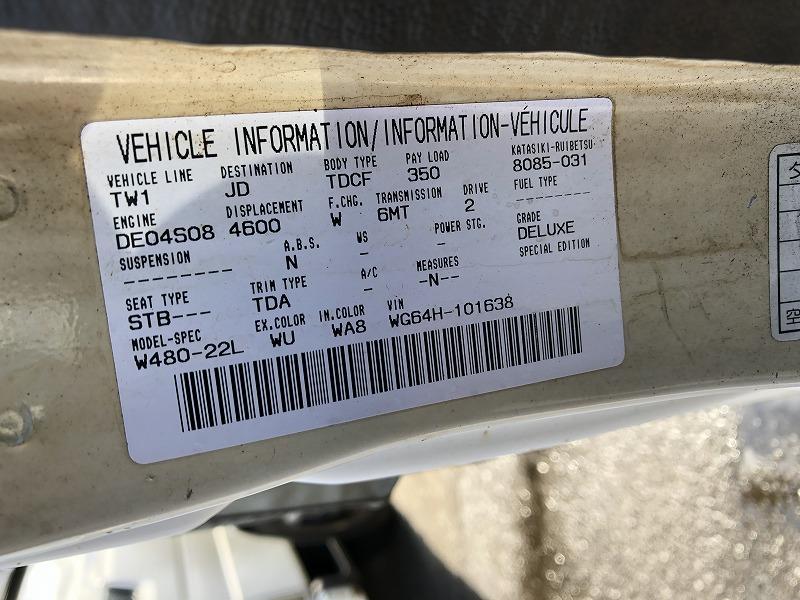 VEHICLE INFORMATION/INFORMATION-VÉHICULE
VEHICLE LINE DESTINATION BODY TYPE PAY LOAD KATASIKI-RUIBETSU
TW1 JD TDCF 350 8085-031
ENGINE DISPLACEMENT F.CHG. TRANSMISSION DRIVE FUEL TYPE
DE04S08 4600 W 6MT 2 --------
SUSPENSION A.B.S. WS POWER STG. GRADE
---------- N - - DELUXE
SEAT TYPE TRIM TYPE A/C MEASURES SPECIAL EDITION
STB--- TDA - -N--
MODEL-SPEC EX.COLOR IN.COLOR VIN
W480-22L WU WA8 WG64H-101638
空